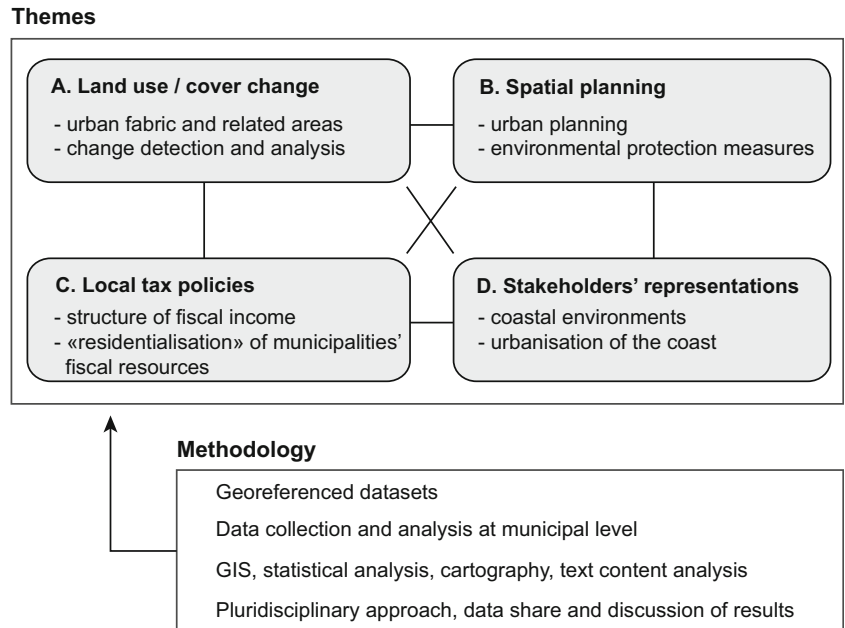 Themes
A. Land use / cover change
- urban fabric and related areas
- change detection and analysis
B. Spatial planning
- urban planning
- environmental protection measures
C. Local tax policies
- structure of fiscal income
- «residentialisation» of municipalities’
fiscal resources
D. Stakeholders’ representations
- coastal environments
- urbanisation of the coast
Methodology
Georeferenced datasets
Data collection and analysis at municipal level
GIS, statistical analysis, cartography, text content analysis
Pluridisciplinary approach, data share and discussion of results